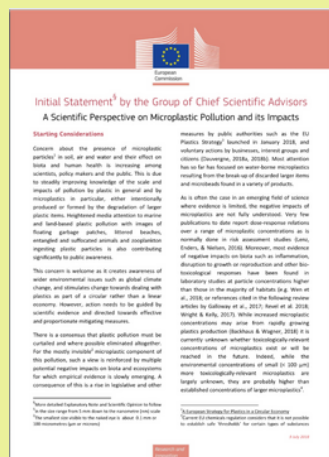 European
Commission
Initial Statement§ by the Group of Chief Scientific Advisors
A Scientific Perspective on Microplastic Pollution and its Impacts
Starting Considerations
Concern about the presence of microplastic
particles¹ in soil, air and water and their effect on
biota and human health is increasing among
scientists, policy makers and the public. This is
due to steadily improving knowledge of the scale and
impacts of pollution by plastic in general and by
microplastics in particular, either intentionally
produced or formed by the degradation of larger
plastic items. Heightened media attention to marine
and land-based plastic pollution with images of
floating garbage patches, littered beaches,
entangled and suffocated animals and zooplankton
ingesting plastic particles is also contributing
significantly to public awareness.
This concern is welcome as it creates awareness of
wider environmental issues such as global climate
change, and stimulates change towards dealing with
plastics as part of a circular rather than a linear
economy. However, action needs to be guided by
scientific evidence and directed towards effective
and proportionate mitigating measures.
There is a consensus that plastic pollution must be
curtailed and where possible eliminated altogether.
For the mostly invisible² microplastic component of
this pollution, such a view is reinforced by multiple
potential negative impacts on biota and ecosystems
for which empirical evidence is slowly emerging. A
consequence of this is a rise in legislative and other
§ More detailed Explanatory Note and Scientific Opinion to Follow
¹ In the size range from 5 mm down to the nanometre (nm) scale
² The smallest size visible to the naked eye is about 0.1 mm or
100 micrometres (µm or microns)
measures by public authorities such as the EU
Plastics Strategy³ launched in January 2018, and
voluntary actions by businesses, interest groups and
citizens (Dauvergne, 2018a, 2018b). Most attention
has so far has focused on water-borne microplastics
resulting from the break-up of discarded larger items
and microbeads found in a variety of products.
As is often the case in an emerging field of science
where evidence is limited, the negative impacts of
microplastics are not fully understood. Very few
publications to date report dose-response relations
over a range of microplastic concentrations as is
normally done in risk assessment studies (Lenz,
Enders, & Nielsen, 2016). Moreover, most evidence
of negative impacts on biota such as inflammation,
disruption to growth or reproduction and other bio-
toxicological responses have been found in
laboratory studies at particle concentrations higher
than those in the majority of habitats (e.g.
al., 2018, or references cited in the following review
articles by Galloway et al., 2017; Revel et al. 2018;
Wright & Kelly, 2017). While increased microplastic
concentrations may arise from rapidly growing
plastics production (Backhaus & Wagner, 2018) it is
currently unknown whether toxicologically-relevant
concentrations of microplastics exist or will be
reached in the future. Indeed, while the
environmental concentrations of small (< 100 µm)
more toxicologically-relevant microplastics are
largely unknown, they are probably higher than
established concentrations of larger microplastics⁴.
³ A European Strategy for Plastics in a Circular Economy
⁴ Current EU chemicals regulation considers that it is not possible
to establish safe 'thresholds' for certain types of substances
Research and
Innovation